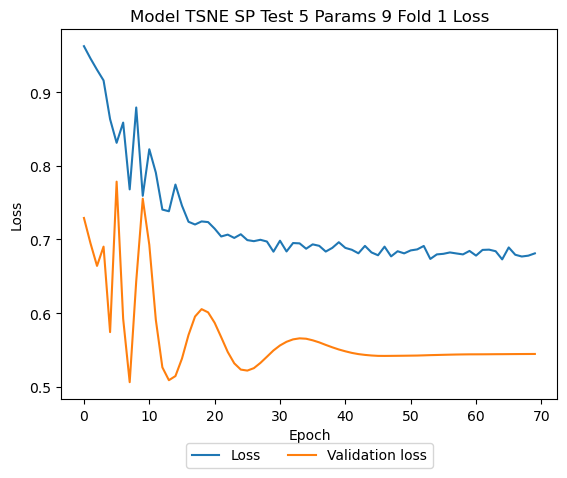 Model TSNE SP Test 5 Params 9 Fold 1 Loss
Loss
0.9
0.8
0.7
0.6
0.5
0 10 20 30 40 50 60 70
Epoch
Loss Validation loss